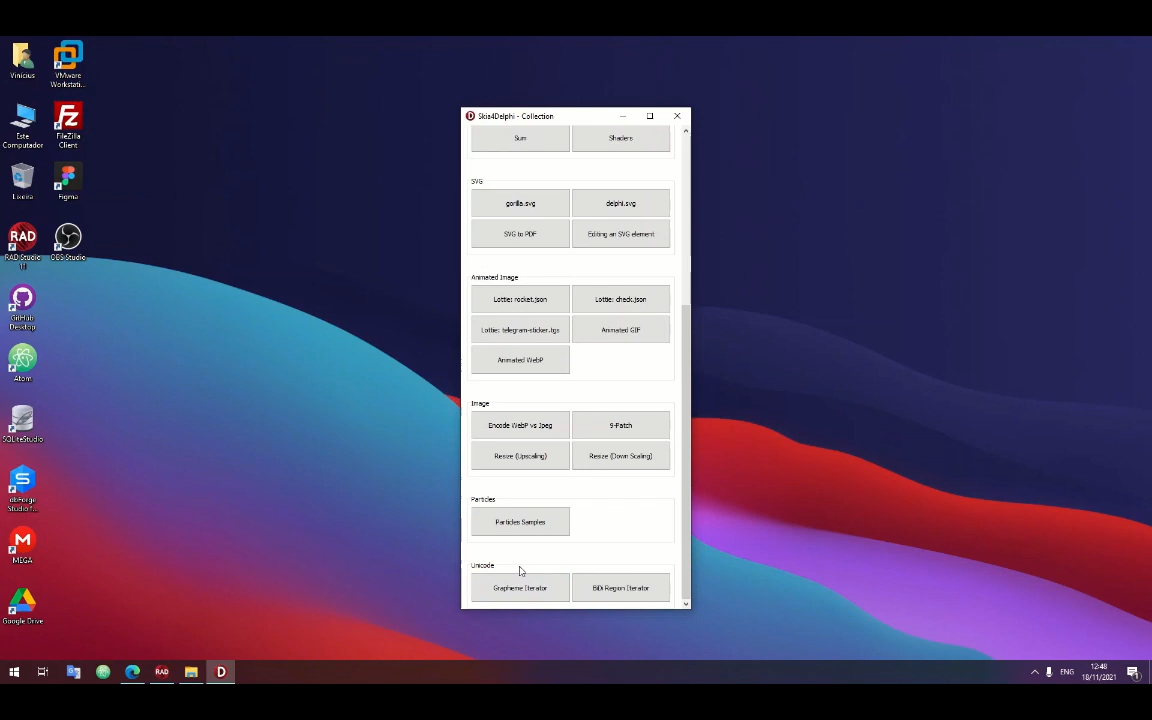 Vinicius
VMware
Workstati...
Este
Computador
FileZilla
Client
Lixeira
Figma
RAD
RAD Studio
11
OBS Studio
GitHub
Desktop
Atom
SQLiteStudio
dbForge
Studio f...
MEGA
Google Drive
Skia4Delphi - Collection
Sum
Shaders
SVG
gorilla.svg
delphi.svg
SVG to PDF
Editing an SVG element
Animated Image
Lottie: rocket.json
Lottie: check.json
Lottie: telegram-sticker.tgs
Animated GIF
Animated WebP
Image
Encode WebP vs Jpeg
9-Patch
Resize (Upscaling)
Resize (Down Scaling)
Particles
Particles Samples
Unicode
Grapheme Iterator
BiDi Region Iterator
RAD
D
ENG
12:48
18/11/2021
1